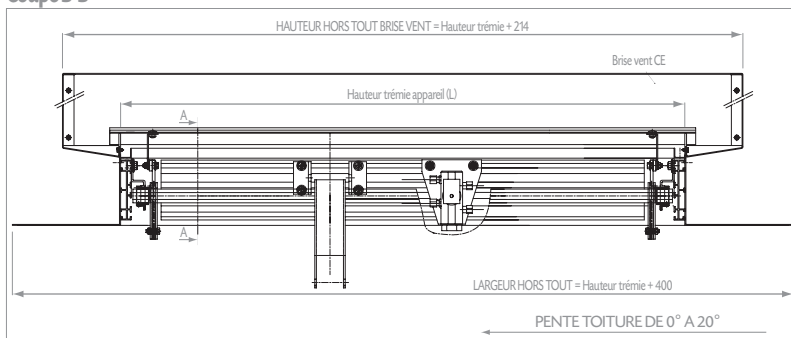 HAUTEUR HORS TOUT BRISE VENT = Hauteur trémie + 214
Brise vent CE
Hauteur trémie appareil (L)
A
A
LARGEUR HORS TOUT = Hauteur trémie + 400
PENTE TOITURE DE 0° A 20°